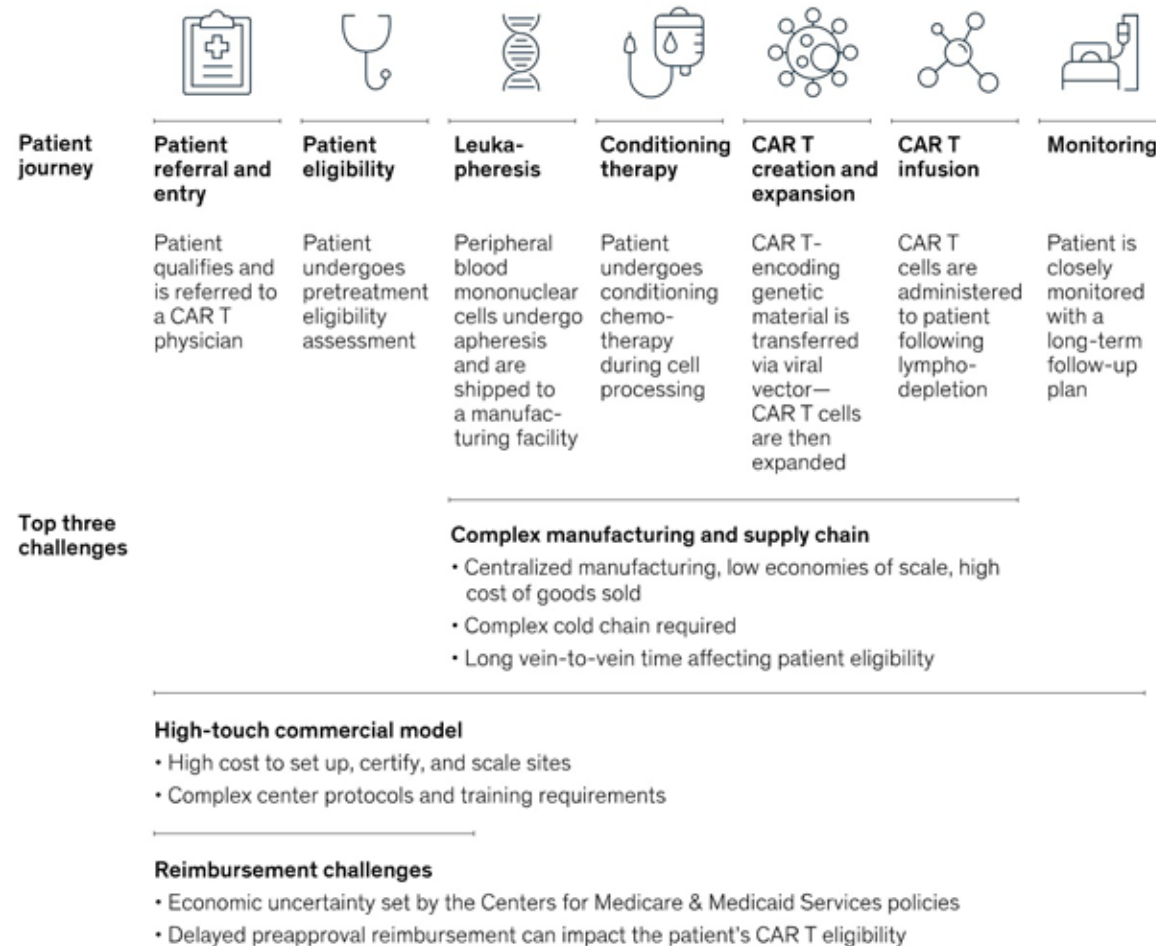 Patient
journey
Patient
referral and
entry
Patient
qualifies and
is referred to
a CAR T
physician
Patient
eligibility
Patient
undergoes
pretreatment
eligibility
assessment
Leuka-
pheresis
Peripheral
blood
mononuclear
cells undergo
apheresis
and are
shipped to
a manufac-
turing facility
Conditioning
therapy
Patient
undergoes
conditioning
chemo-
therapy
during cell
processing
CAR T
creation and
expansion
CAR T-
encoding
genetic
material is
transferred
via viral
vector—
CAR T cells
are then
expanded
CAR T
infusion
CAR T
cells are
administered
to patient
following
lympho-
depletion
Monitoring
Patient is
closely
monitored
with a
long-term
follow-up
plan
Top three
challenges
Complex manufacturing and supply chain
• Centralized manufacturing, low economies of scale, high
cost of goods sold
• Complex cold chain required
• Long vein-to-vein time affecting patient eligibility
High-touch commercial model
• High cost to set up, certify, and scale sites
• Complex center protocols and training requirements
Reimbursement challenges
• Economic uncertainty set by the Centers for Medicare & Medicaid Services policies
• Delayed preapproval reimbursement can impact the patient's CAR T eligibility